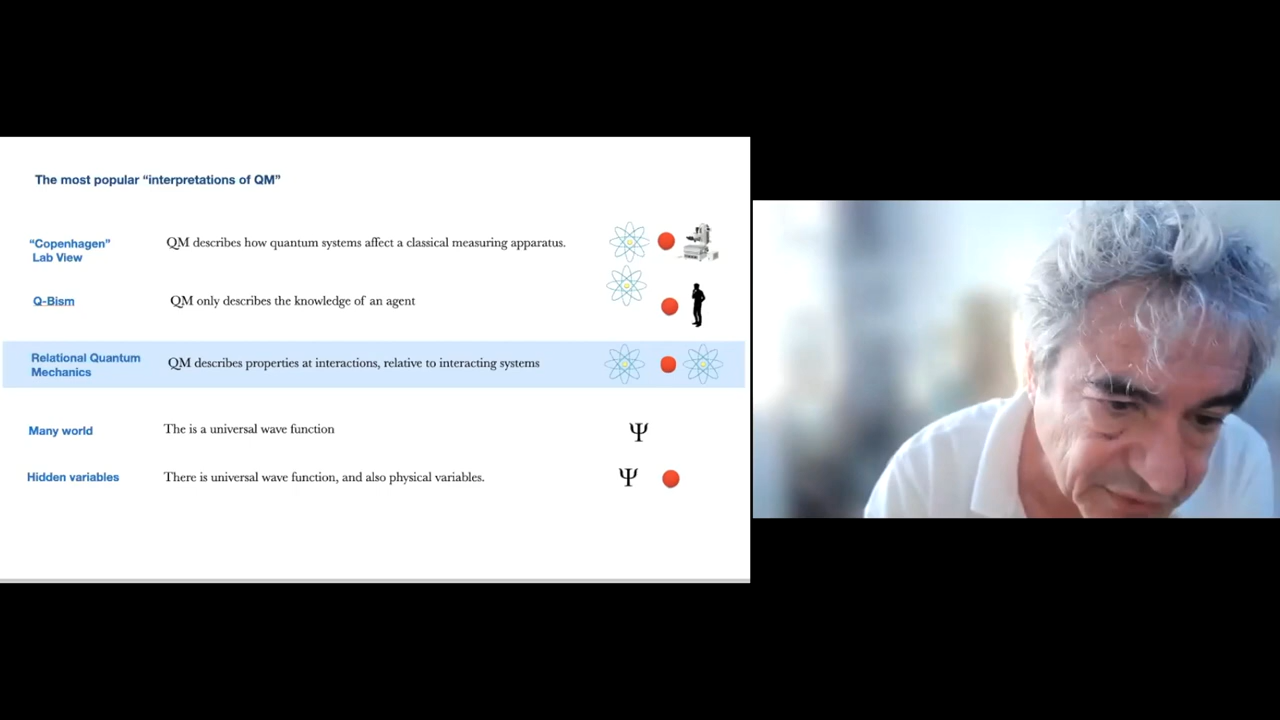 The most popular “interpretations of QM”
“Copenhagen”
Lab View
QM describes how quantum systems affect a classical measuring apparatus.
Q-Bism
QM only describes the knowledge of an agent
Relational Quantum
Mechanics
QM describes properties at interactions, relative to interacting systems
Many world
The is a universal wave function
Ψ
Hidden variables
There is universal wave function, and also physical variables.
Ψ